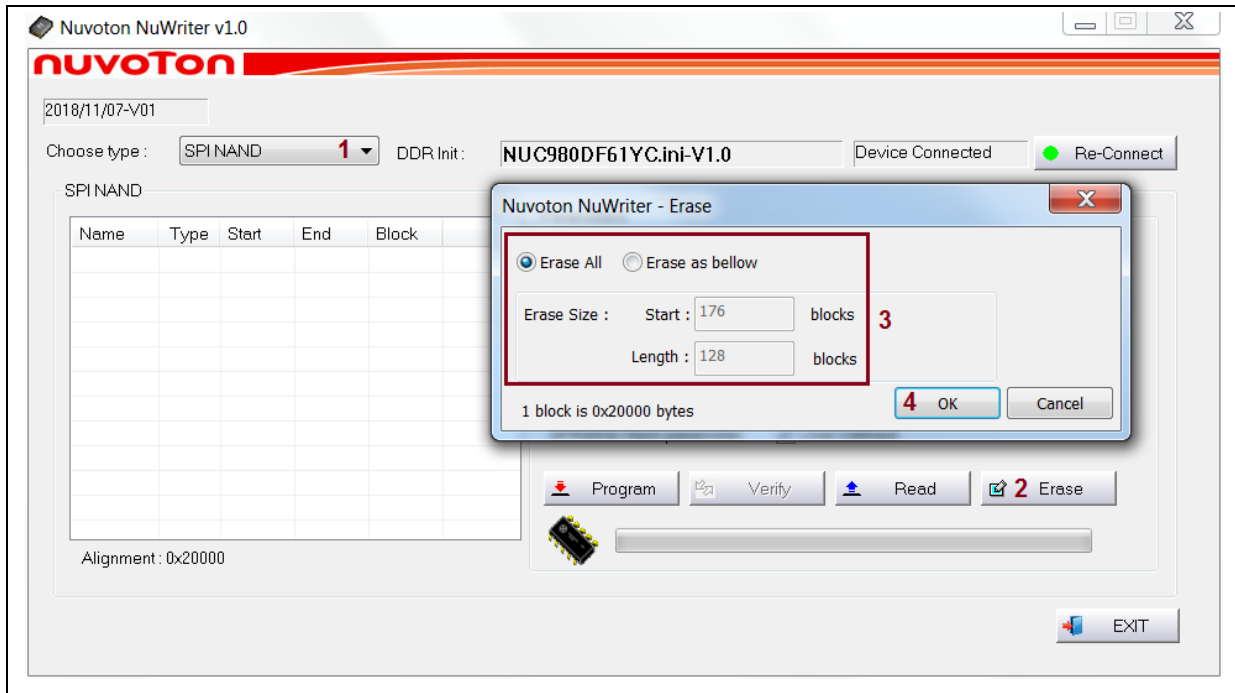 Nuvoton NuWriter v1.0
nuvoTon
2018/11/07-V01
Choose type :
SPI NAND
1
DDR Init :
NUC980DF61YC.ini-V1.0
Device Connected
Re-Connect
SPI NAND
Name Type Start End Block
Alignment : 0x20000
Nuvoton NuWriter - Erase
Erase All
Erase as bellow
Erase Size : Start : 176 blocks
3
Length : 128 blocks
1 block is 0x20000 bytes
4 OK
Cancel
Program
Verify
Read
2 Erase
EXIT